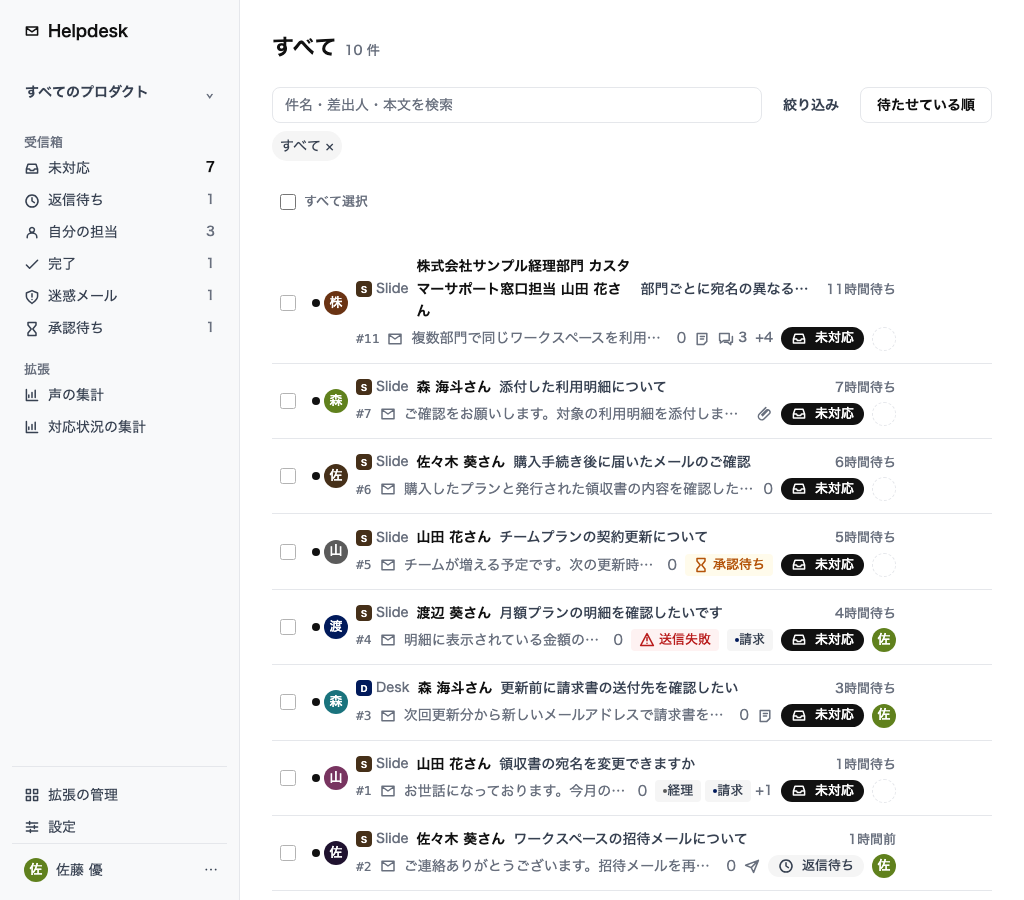 Helpdesk
すべてのプロダクト
受信箱
未対応 7
返信待ち 1
自分の担当 3
完了 1
迷惑メール 1
承認待ち 1
拡張
声の集計
対応状況の集計
拡張の管理
設定
佐 佐藤 優 …
すべて 10 件
件名・差出人・本文を検索 絞り込み 待たせている順
すべて ×
すべて選択
株式会社サンプル経理部門 カスタ
株 S Slide マーサポート窓口担当 山田 花さ 部門ごとに宛名の異なる… 11時間待ち
ん
#11 複数部門で同じワークスペースを利用… 0 3 +4 未対応
森 S Slide 森 海斗さん 添付した利用明細について 7時間待ち
#7 ご確認をお願いします。対象の利用明細を添付しま… 未対応
佐 S Slide 佐々木 葵さん 購入手続き後に届いたメールのご確認 6時間待ち
#6 購入したプランと発行された領収書の内容を確認した… 0 未対応
山 S Slide 山田 花さん チームプランの契約更新について 5時間待ち
#5 チームが増える予定です。次の更新時… 0 承認待ち 未対応
渡 S Slide 渡辺 葵さん 月額プランの明細を確認したいです 4時間待ち
#4 明細に表示されている金額の… 0 送信失敗 •請求 未対応 佐
森 D Desk 森 海斗さん 更新前に請求書の送付先を確認したい 3時間待ち
#3 次回更新分から新しいメールアドレスで請求書を… 0 未対応 佐
山 S Slide 山田 花さん 領収書の宛名を変更できますか 1時間待ち
#1 お世話になっております。今月の… 0 •経理 •請求 +1 未対応
佐 S Slide 佐々木 葵さん ワークスペースの招待メールについて 1時間前
#2 ご連絡ありがとうございます。招待メールを再… 0 返信待ち 佐